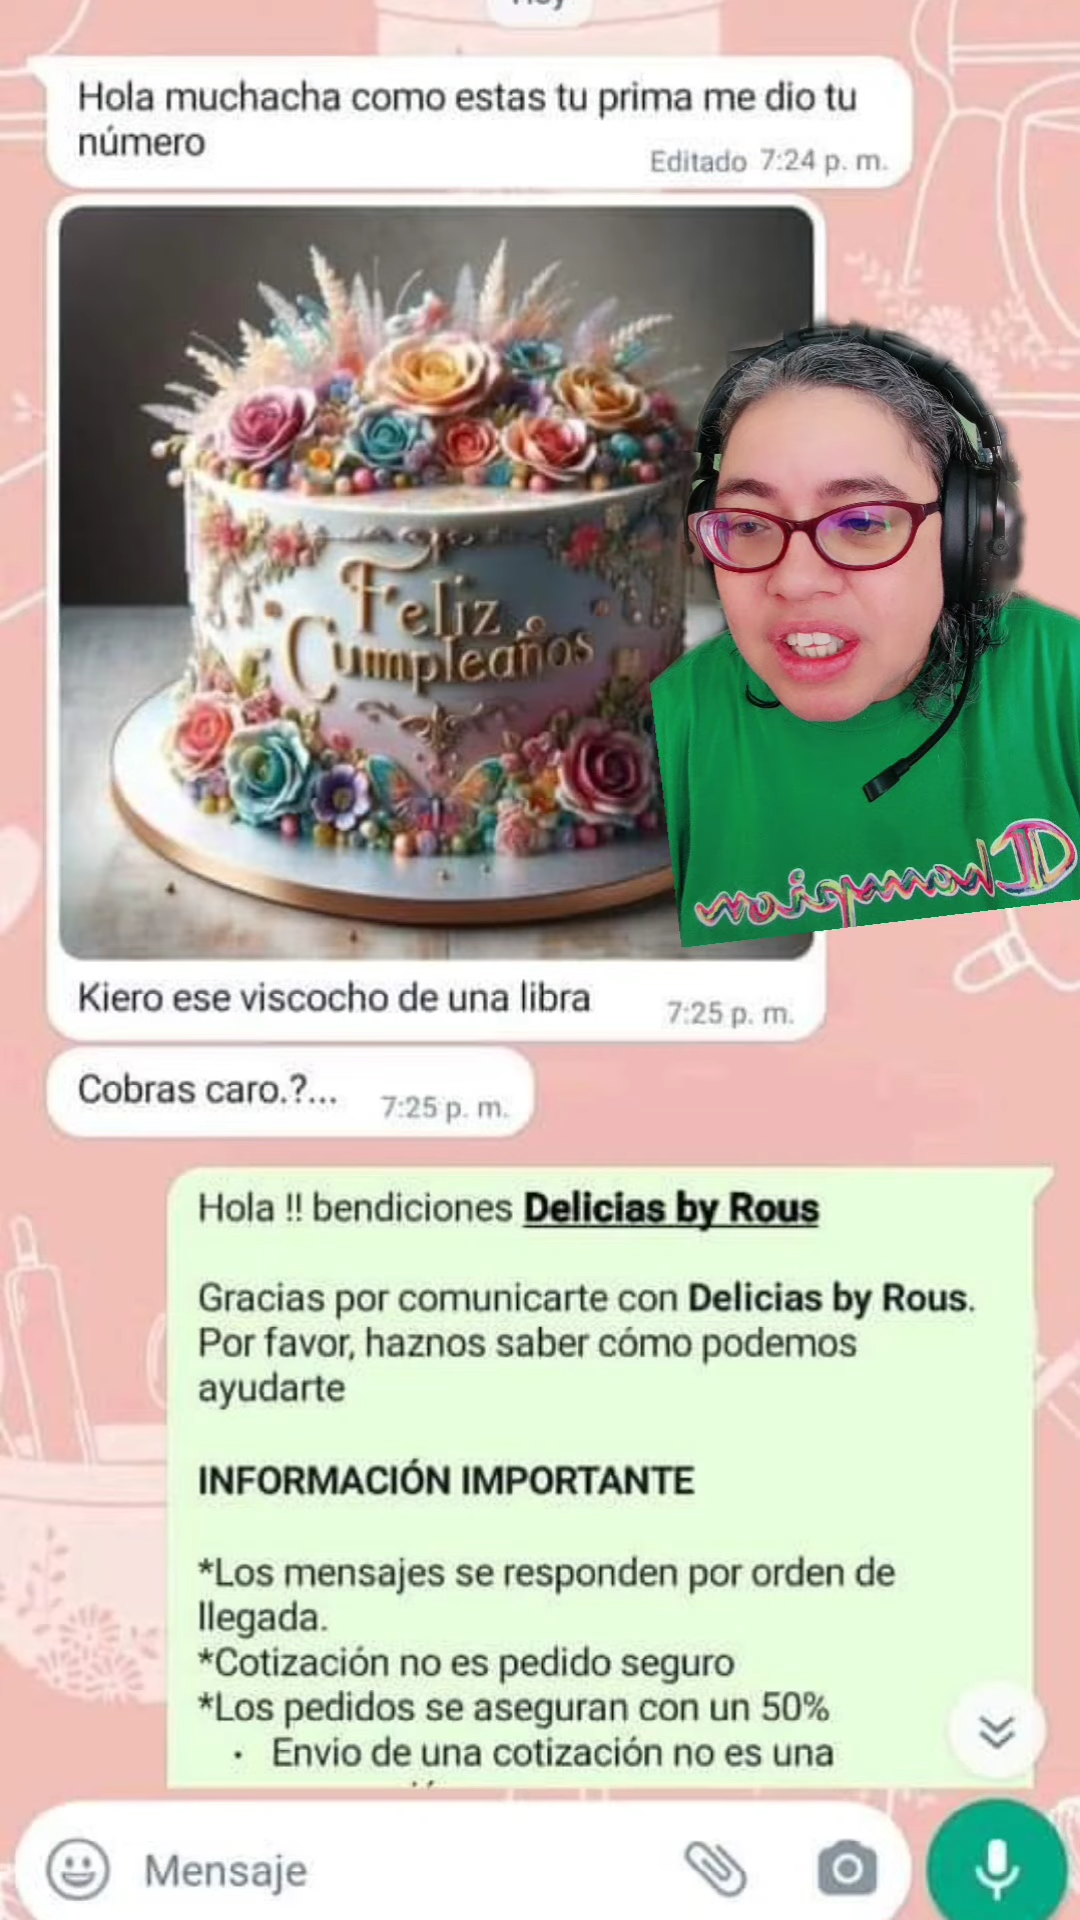 Hola muchacha como estas tu prima me dio tu
número
Editado 7:24 p. m.
Feliz
Cumpleaños
Champion
Kiero ese viscocho de una libra
7:25 p. m.
Cobras caro.?...
7:25 p. m.
Hola !! bendiciones Delicias by Rous
Gracias por comunicarte con Delicias by Rous.
Por favor, haznos saber cómo podemos
ayudarte
INFORMACIÓN IMPORTANTE
*Los mensajes se responden por orden de
llegada.
*Cotización no es pedido seguro
*Los pedidos se aseguran con un 50%
• Envio de una cotización no es una
Mensaje